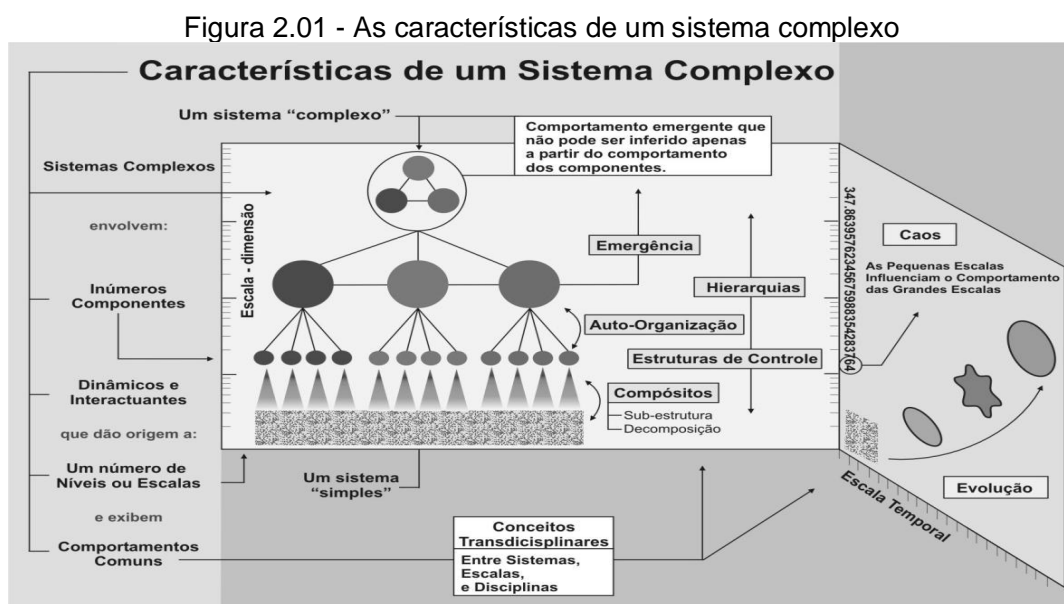 Figura 2.01 - As características de um sistema complexo
Características de um Sistema Complexo
Um sistema “complexo”
Comportamento emergente que
não pode ser inferido apenas
a partir do comportamento
dos componentes.
Sistemas Complexos
envolvem:
Inúmeros
Componentes
Dinâmicos e
Interactuantes
que dão origem a:
Um número de
Níveis ou Escalas
e exibem
Comportamentos
Comuns
Escala - dimensão
Emergência
Hierarquias
Auto-Organização
Estruturas de Controle
Compósitos
Sub-estrutura
Decomposição
Um sistema
“simples”
Conceitos
Transdicisplinares
Entre Sistemas,
Escalas,
e Disciplinas
347.86395762345675988354283764
Caos
As Pequenas Escalas
Influenciam o Comportamento
das Grandes Escalas
Evolução
Escala Temporal